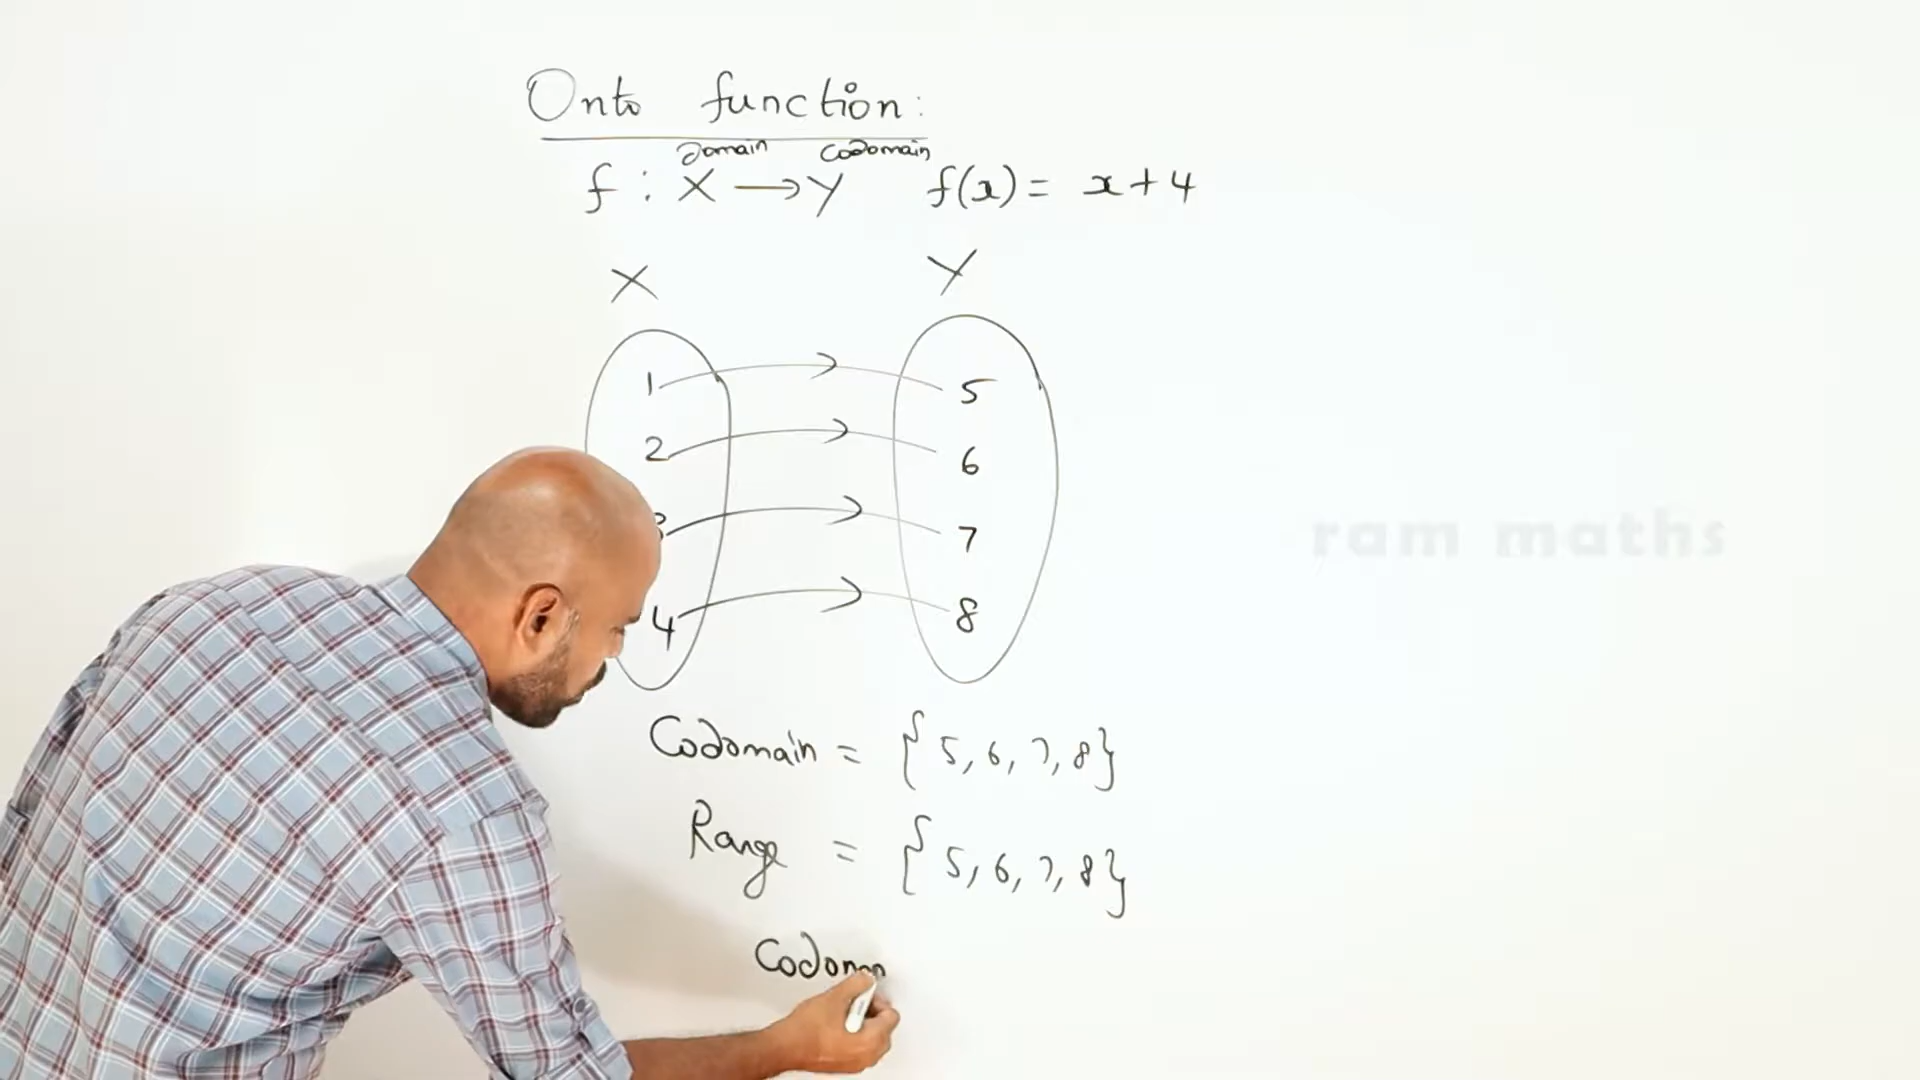 Onto function:
Domain Codomain
f : X → Y f(x) = x+4
X Y
1 5
2 6
3 7
4 8
Codomain = {5, 6, 7, 8}
Range = {5, 6, 7, 8}
Codom
ram maths